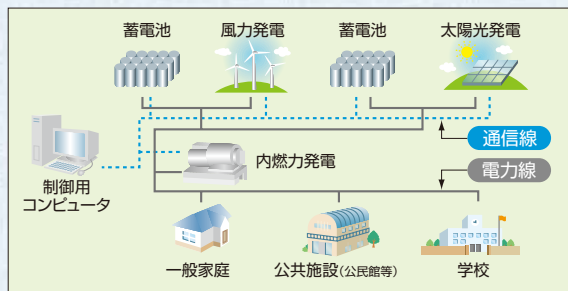 蓄電池
風力発電
蓄電池
太陽光発電
通信線
内燃力発電
電力線
制御用
コンピュータ
一般家庭
公共施設(公民館等)
学校